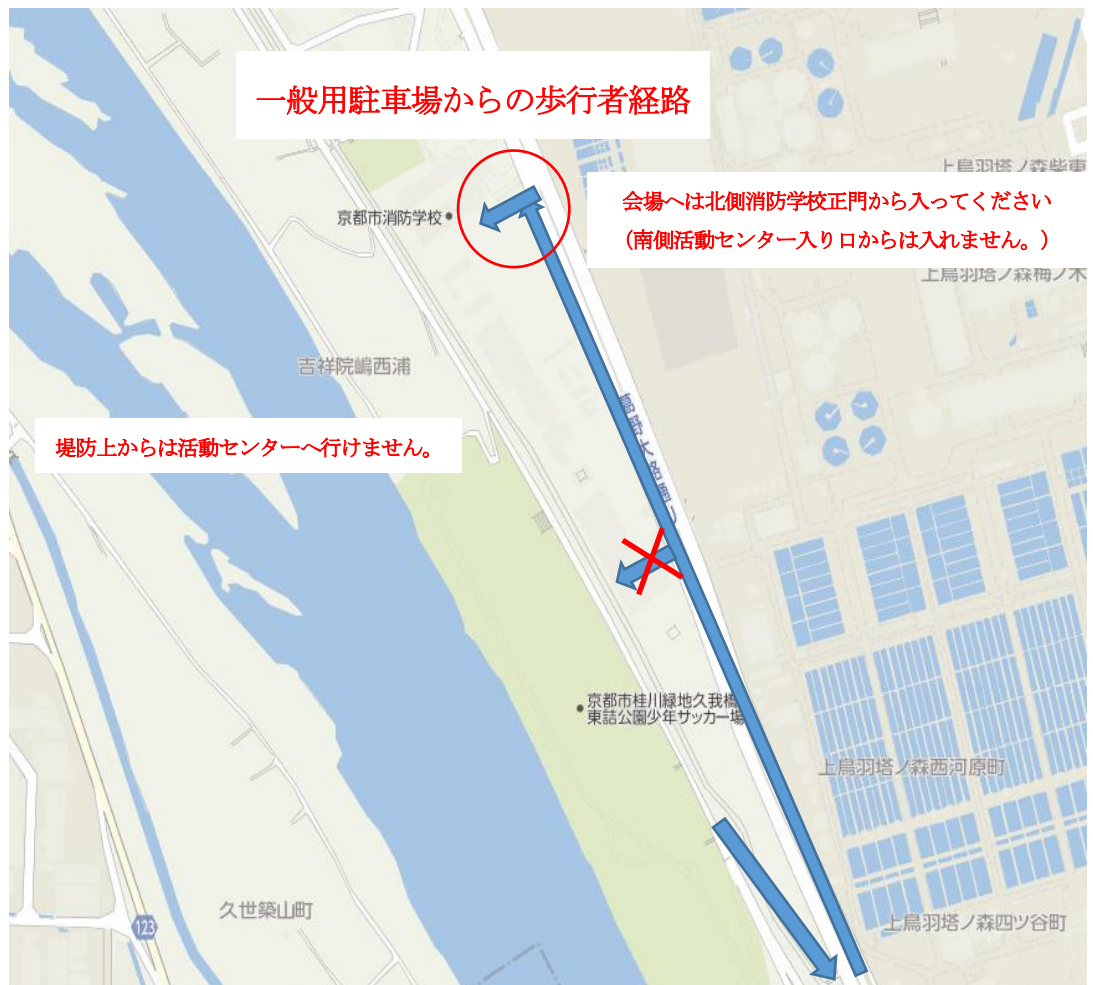 一般用駐車場からの歩行者経路
上鳥羽塔ノ森柴東
会場へは北側消防学校正門から入ってください
（南側活動センター入り口からは入れません。）
京都市消防学校
上鳥羽塔ノ森梅ノ木
吉祥院嶋西浦
堤防上からは活動センターへ行けません。
京都市桂川緑地久我橋
東詰公園少年サッカー場
上鳥羽塔ノ森西河原町
久世築山町
123
上鳥羽塔ノ森四ツ谷町